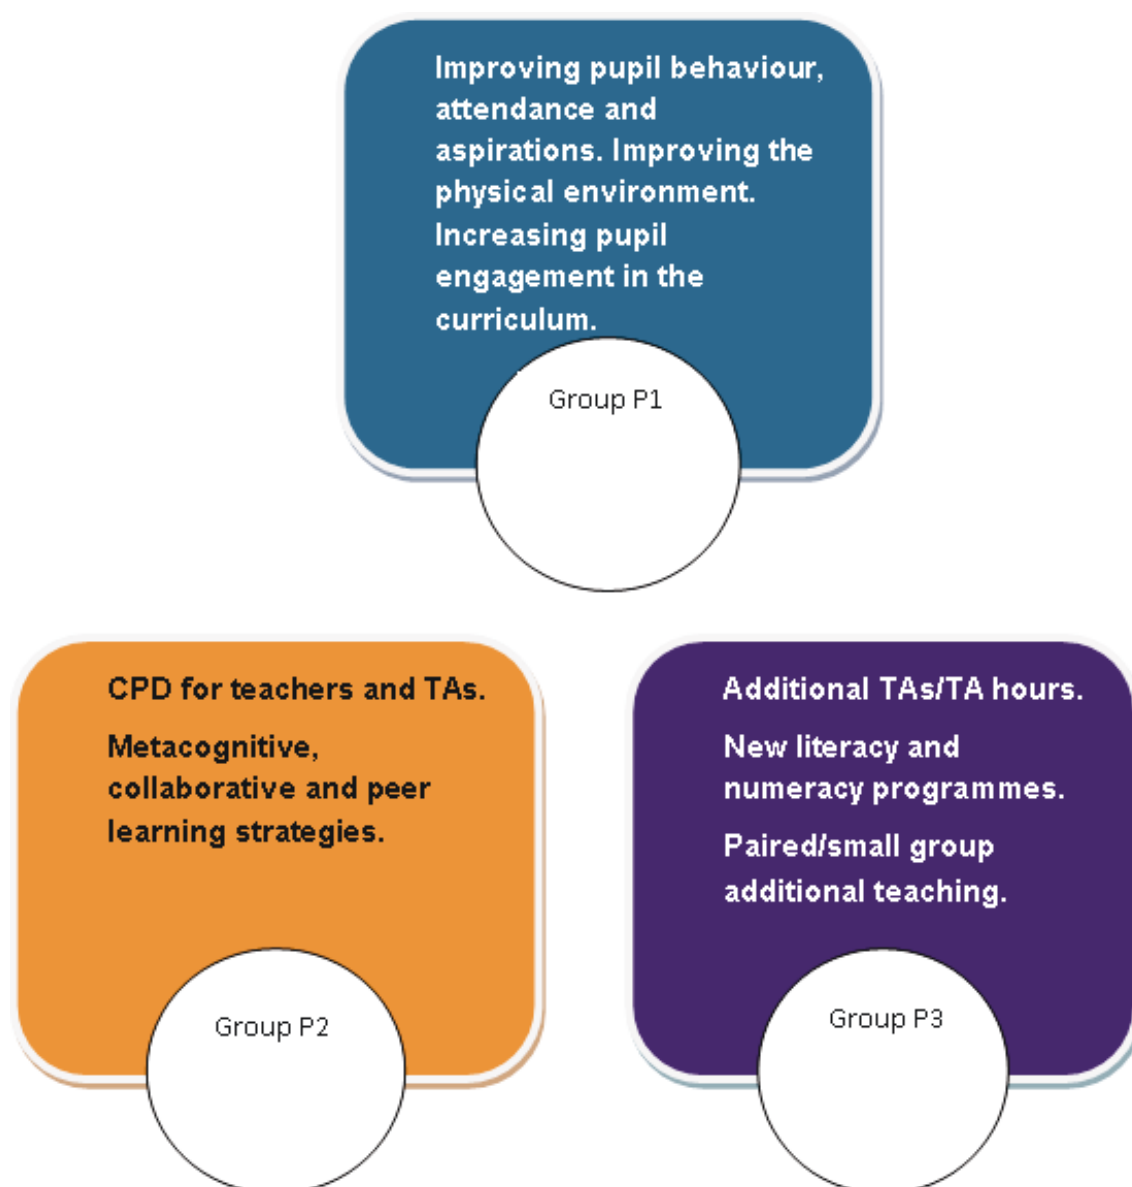 Improving pupil behaviour,
attendance and
aspirations. Improving the
physical environment.
Increasing pupil
engagement in the
curriculum.
Group P1
CPD for teachers and TAs.
Metacognitive,
collaborative and peer
learning strategies.
Group P2
Additional TAs/TA hours.
New literacy and
numeracy programmes.
Paired/small group
additional teaching.
Group P3